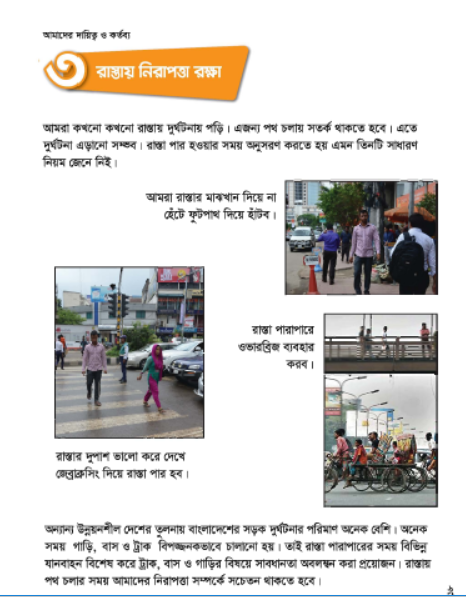 আমাদের দায়িত্ব ও কর্তব্য
৩
রাস্তায় নিরাপত্তা রক্ষা
আমরা কখনো কখনো রাস্তায় দুর্ঘটনায় পড়ি। এজন্য পথ চলায় সতর্ক থাকতে হবে। এতে
দুর্ঘটনা এড়ানো সম্ভব। রাস্তা পার হওয়ার সময় অনুসরণ করতে হয় এমন তিনটি সাধারণ
নিয়ম জেনে নিই।
আমরা রাস্তার মাঝখান দিয়ে না
হেঁটে ফুটপাথ দিয়ে হাঁটব।
রাস্তা পারাপারে
ওভারব্রিজ ব্যবহার
করব।
রাস্তার দুপাশ ভালো করে দেখে
জেব্রাক্রসিং দিয়ে রাস্তা পার হব।
অন্যান্য উন্নয়নশীল দেশের তুলনায় বাংলাদেশের সড়ক দুর্ঘটনার পরিমাণ অনেক বেশি। অনেক
সময় গাড়ি, বাস ও ট্রাক বিপজ্জনকভাবে চালানো হয়। তাই রাস্তা পারাপারের সময় বিভিন্ন
যানবাহন বিশেষ করে ট্রাক, বাস ও গাড়ির বিষয়ে সাবধানতা অবলম্বন করা প্রয়োজন। রাস্তায়
পথ চলার সময় আমাদের নিরাপত্তা সম্পর্কে সচেতন থাকতে হবে।